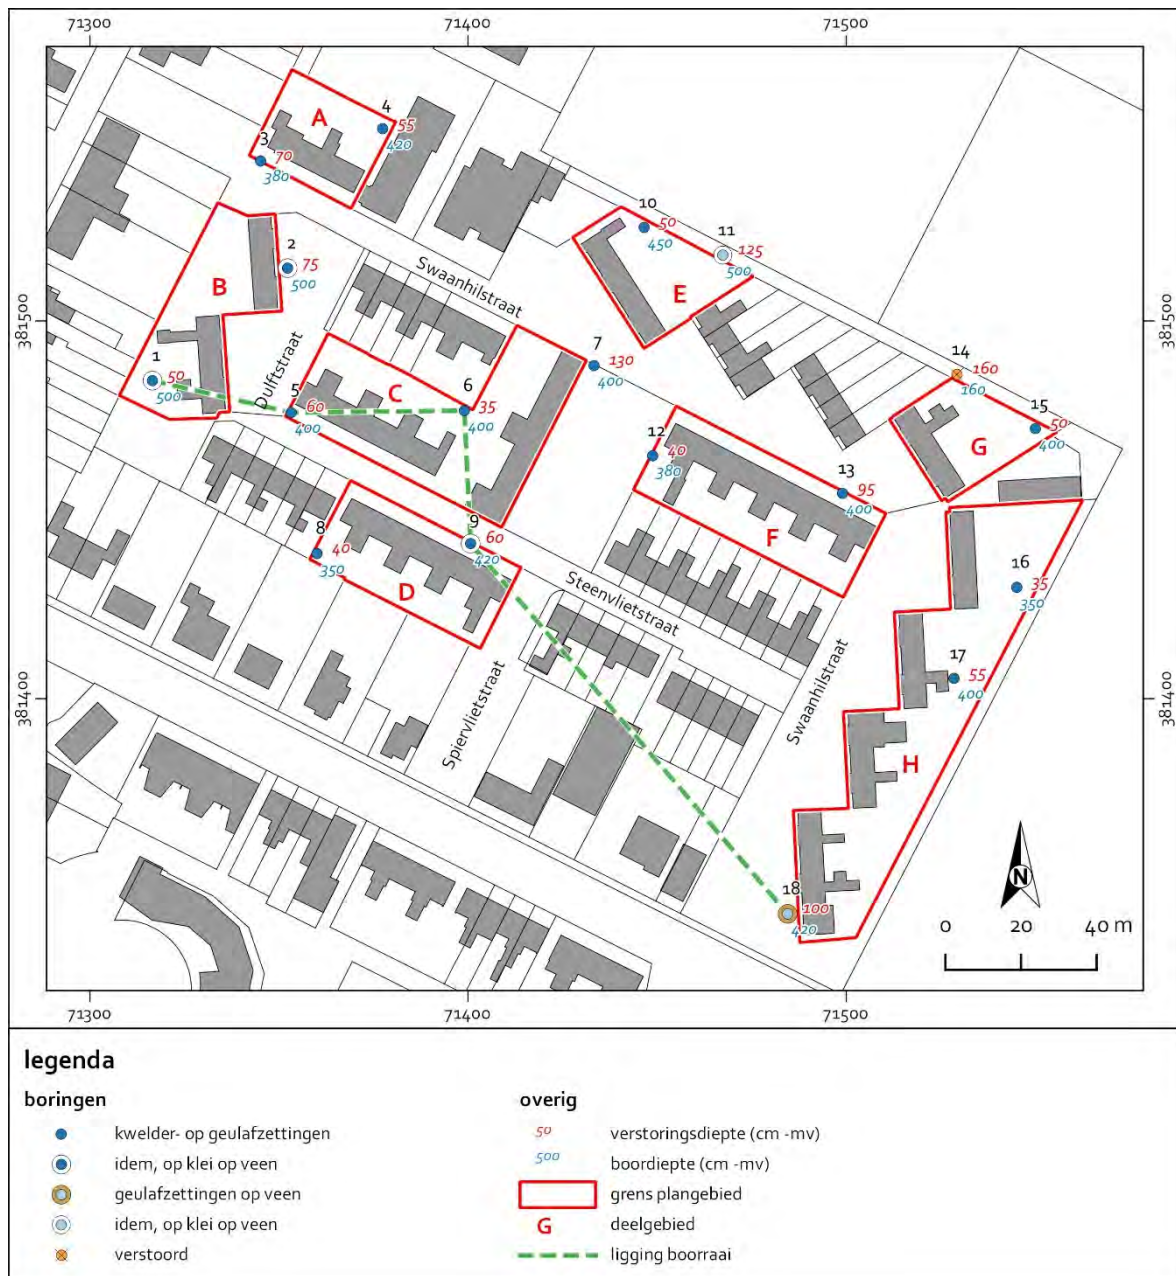 71300 71400 71500
A
4
55
420
3
70
380
10
50
450
11
125
500
2
75
500
B
Swaanhilstraat
E
381500 381500
7
130
400
14
160
160
1
50
500
Dulftstraat
5
60
400
C
6
35
400
15
50
400
G
12
40
380
13
95
400
F
8
40
350
9
60
420
D
Steenvlietstraat
16
35
350
17
55
400
381400 381400
Spiervlietstraat
Swaanhilstraat
H
18
100
420
N
0 20 40 m
71300 71400 71500
legenda
boringen
kwelder- op geulafzettingen
idem, op klei op veen
geulafzettingen op veen
idem, op klei op veen
verstoord
overig
50 verstoringsdiepte (cm -mv)
500 boordiepte (cm -mv)
grens plangebied
G deelgebied
ligging boorraai